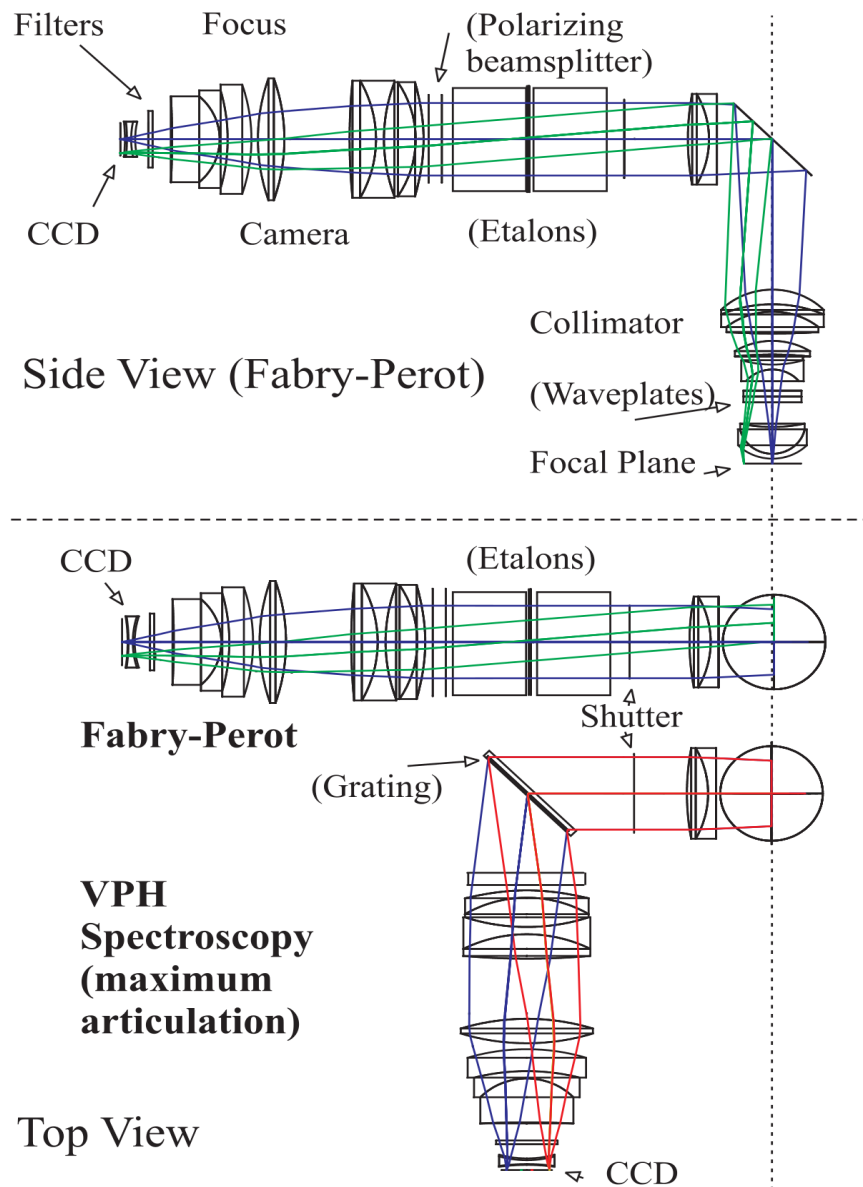 Filters
Focus
(Polarizing
beamsplitter)
CCD
Camera
(Etalons)
Collimator
Side View (Fabry-Perot)
(Waveplates)
Focal Plane
CCD
(Etalons)
Fabry-Perot
Shutter
(Grating)
VPH
Spectroscopy
(maximum
articulation)
Top View
CCD